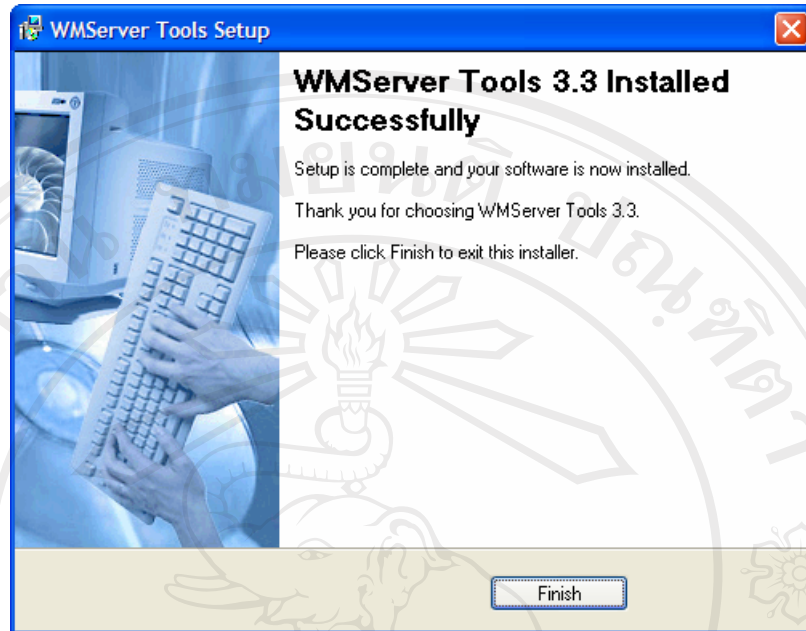 WMServer Tools Setup
WMServer Tools 3.3 Installed
Successfully
Setup is complete and your software is now installed.
Thank you for choosing WMServer Tools 3.3.
Please click Finish to exit this installer.
Finish